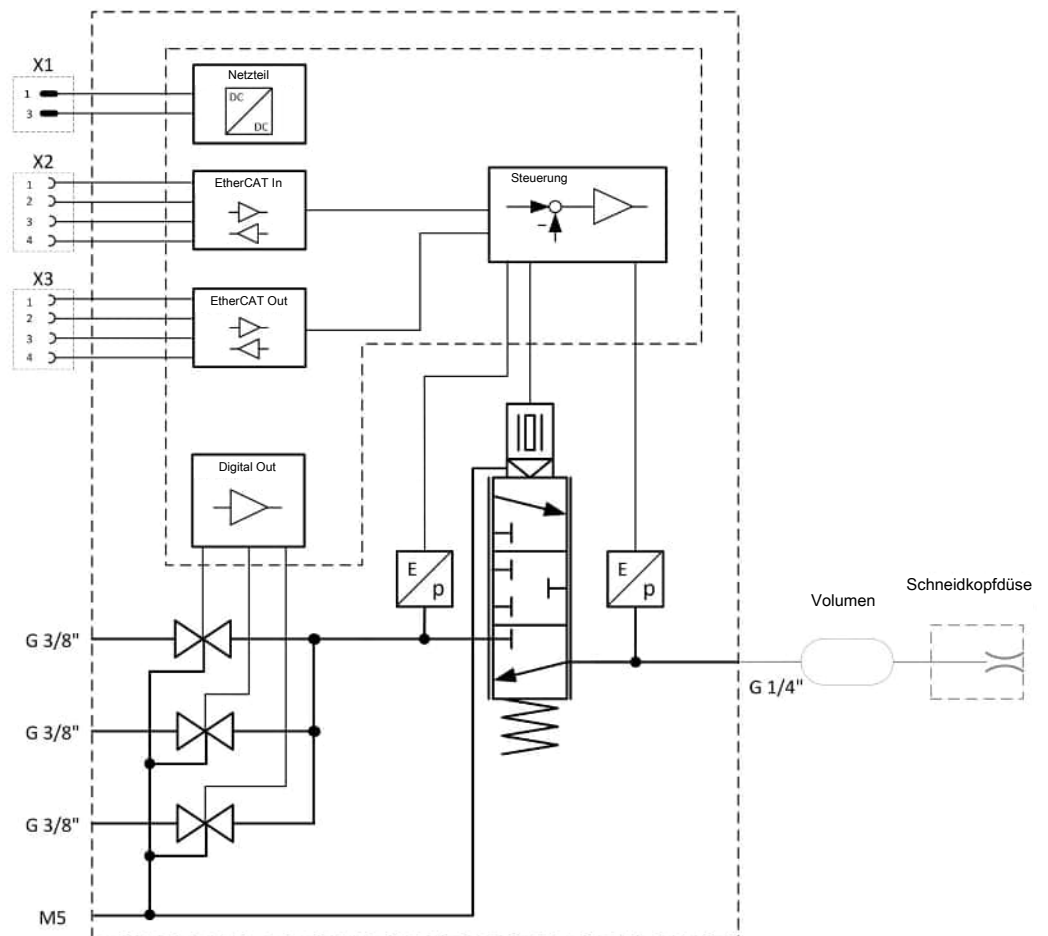 X1
1
3
Netzteil
DC
DC
X2
1
2
3
4
EtherCAT In
Steuerung
X3
1
2
3
4
EtherCAT Out
Digital Out
E
p
E
p
Volumen
Schneidkopfdüse
G 3/8"
G 1/4"
G 3/8"
G 3/8"
M5